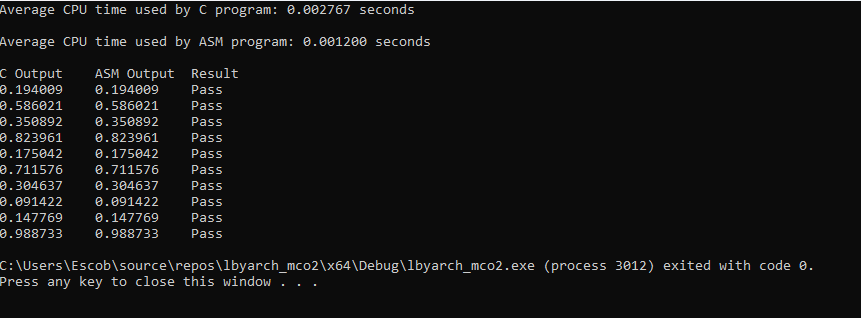 Average CPU time used by C program: 0.002767 seconds
Average CPU time used by ASM program: 0.001200 seconds
C Output    ASM Output  Result
0.194009    0.194009    Pass
0.586021    0.586021    Pass
0.350892    0.350892    Pass
0.823961    0.823961    Pass
0.175042    0.175042    Pass
0.711576    0.711576    Pass
0.304637    0.304637    Pass
0.091422    0.091422    Pass
0.147769    0.147769    Pass
0.988733    0.988733    Pass
C:\Users\Escob\source\repos\lbyarch_mco2\x64\Debug\lbyarch_mco2.exe (process 3012) exited with code 0.
Press any key to close this window . . .